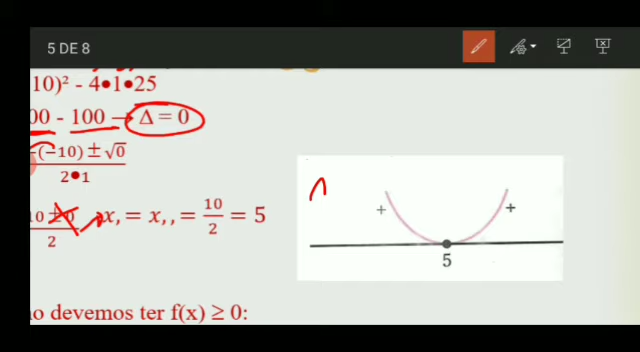 5 DE 8
10)² - 4•1•25
00 - 100 → Δ = 0
-(-10) ± √0
2•1
10 ± 0
2
x, = x,, = 10/2 = 5
+ +
5
o devemos ter f(x) ≥ 0: